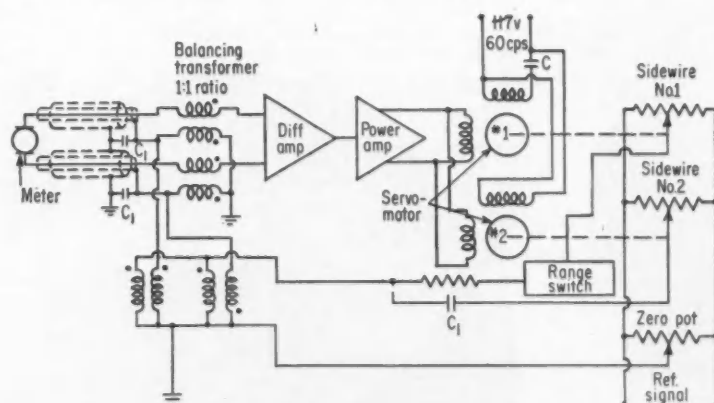 117v
60cps
C
Balancing
transformer
1:1 ratio
Sidewire
No.1
Diff
amp
Power
amp
#1
C₁
Meter
C₁
Servo-
motor
Sidewire
No.2
#2
Range
switch
C₁
Zero pot
Ref.
signal